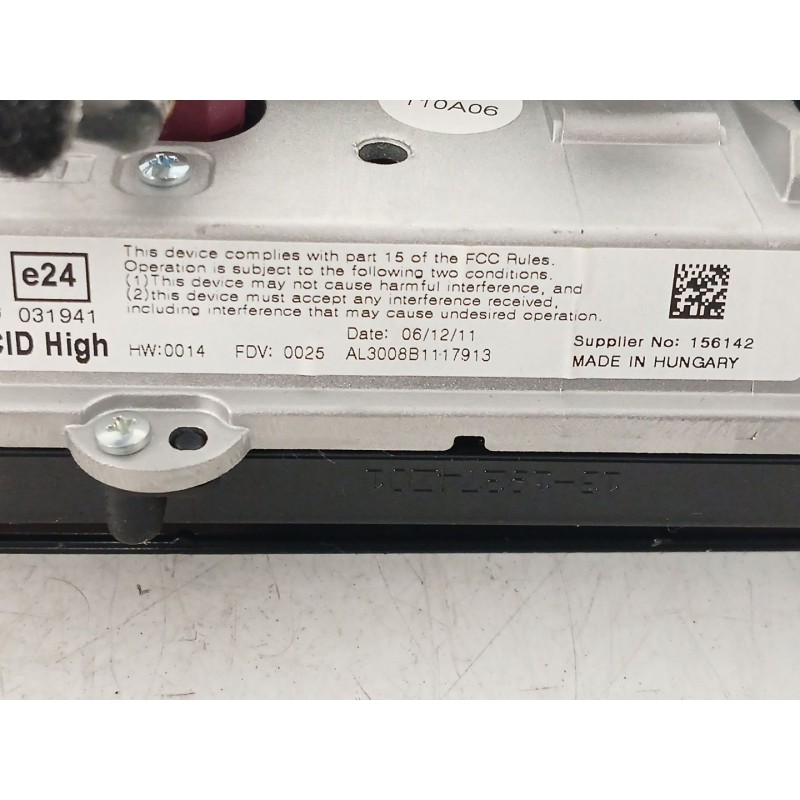 110A06
e24
031941
CID High
This device complies with part 15 of the FCC Rules.
Operation is subject to the following two conditions.
(1)This device may not cause harmful interference, and
(2)this device must accept any interference received,
including interference that may cause undesired operation.
Date: 06/12/11
HW:0014 FDV: 0025 AL3008B1117913
Supplier No: 156142
MADE IN HUNGARY